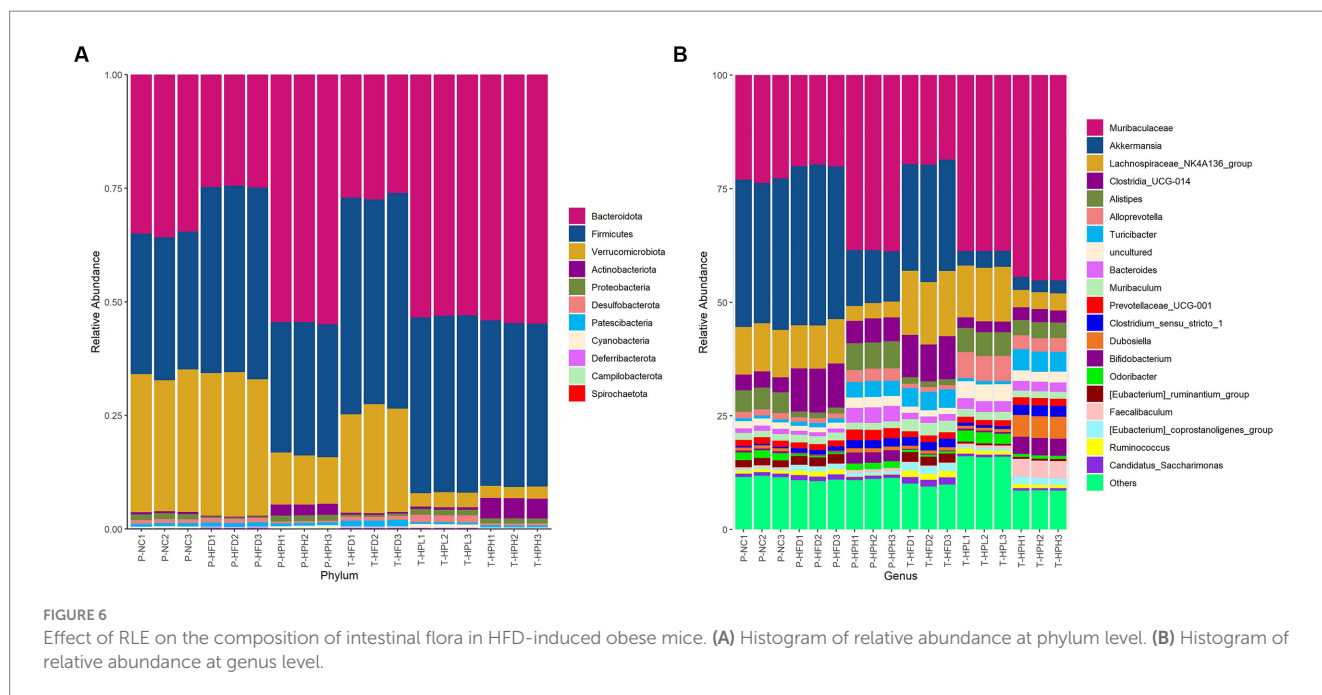 A
1.00
0.75
0.50
0.25
0.00
Relative Abundance
P-NC1
P-NC2
P-NC3
P-HFD1
P-HFD2
P-HFD3
P-HPH1
P-HPH2
P-HPH3
T-HFD1
T-HFD2
T-HFD3
T-HPL1
T-HPL2
T-HPL3
T-HPH1
T-HPH2
T-HPH3
Phylum
Bacteroidota
Firmicutes
Verrucomicrobiota
Actinobacteriota
Proteobacteria
Desulfobacterota
Patescibacteria
Cyanobacteria
Deferribacterota
Campilobacterota
Spirochaetota
B
100
75
50
25
0
Relative Abundance
P-NC1
P-NC2
P-NC3
P-HFD1
P-HFD2
P-HFD3
P-HPH1
P-HPH2
P-HPH3
T-HFD1
T-HFD2
T-HFD3
T-HPL1
T-HPL2
T-HPL3
T-HPH1
T-HPH2
T-HPH3
Genus
Muribaculaceae
Akkermansia
Lachnospiraceae_NK4A136_group
Clostridia_UCG-014
Alistipes
Alloprevotella
Turicibacter
uncultured
Bacteroides
Muribaculum
Prevotellaceae_UCG-001
Clostridium_sensu_stricto_1
Dubosiella
Bifidobacterium
Odoribacter
[Eubacterium]_ruminantium_group
Faecalibaculum
[Eubacterium]_coprostanoligenes_group
Ruminococcus
Candidatus_Saccharimonas
Others
FIGURE 6
Effect of RLE on the composition of intestinal flora in HFD-induced obese mice. (A) Histogram of relative abundance at phylum level. (B) Histogram of
relative abundance at genus level.